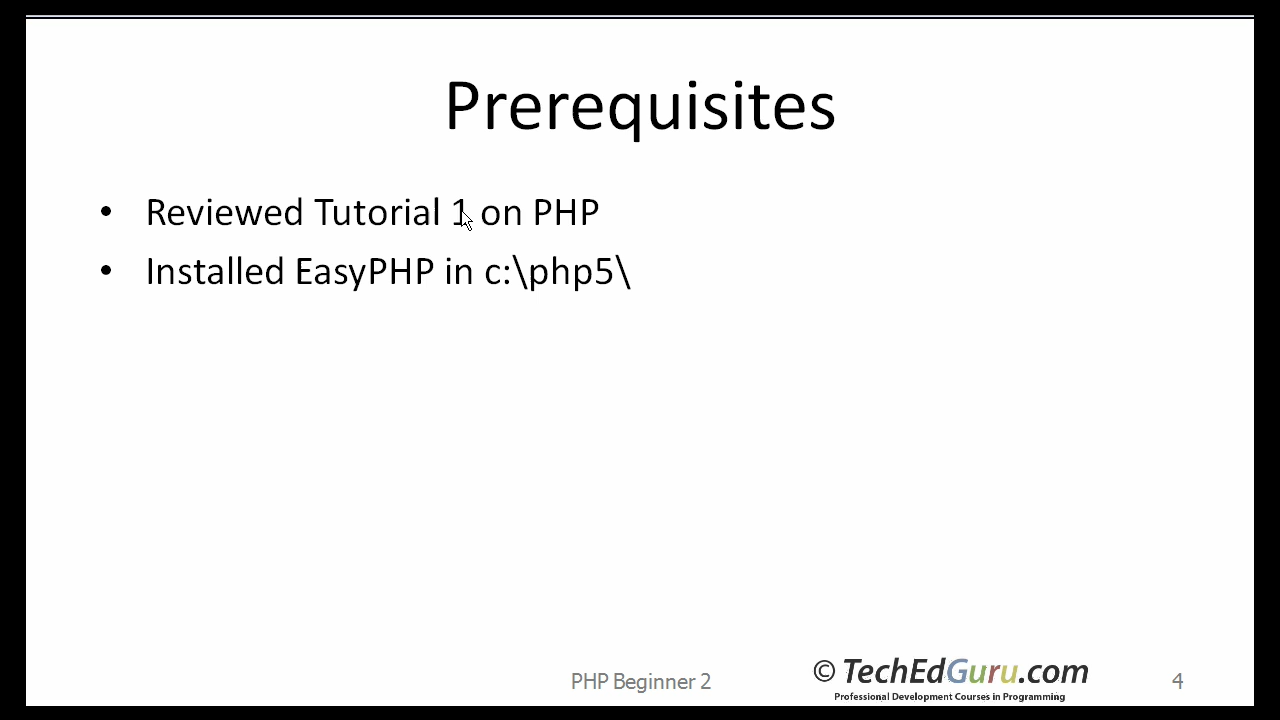 Prerequisites
• Reviewed Tutorial 1 on PHP
• Installed EasyPHP in c:\php5\
PHP Beginner 2
© TechEdGuru.com
Professional Development Courses in Programming
4